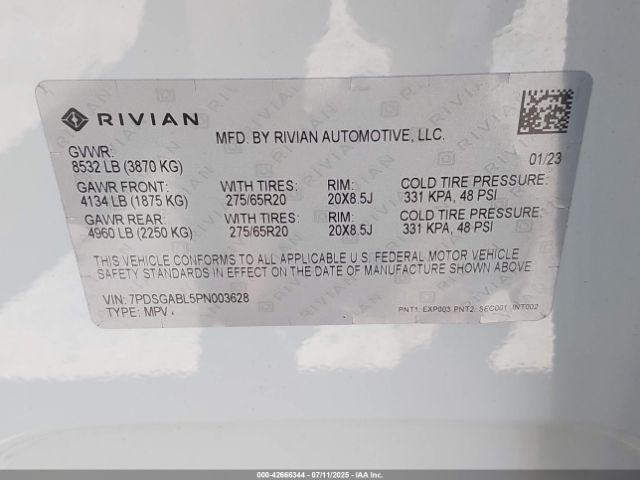 RIVIAN
MFD. BY RIVIAN AUTOMOTIVE, LLC.
GVWR:
8532 LB (3870 KG)
01/23
GAWR FRONT: WITH TIRES: RIM: COLD TIRE PRESSURE:
4134 LB (1875 KG) 275/65R20 20X8.5J 331 KPA, 48 PSI
GAWR REAR: WITH TIRES: RIM: COLD TIRE PRESSURE:
4960 LB (2250 KG) 275/65R20 20X8.5J 331 KPA, 48 PSI
THIS VEHICLE CONFORMS TO ALL APPLICABLE U.S. FEDERAL MOTOR VEHICLE
SAFETY STANDARDS IN EFFECT ON THE DATE OF MANUFACTURE SHOWN ABOVE.
VIN: 7PDSGABL5PN003628
TYPE: MPV
PNT1: EXP003 PNT2: SEC001 INT002
000-42666344 - 07/11/2025 - IAAI Inc.